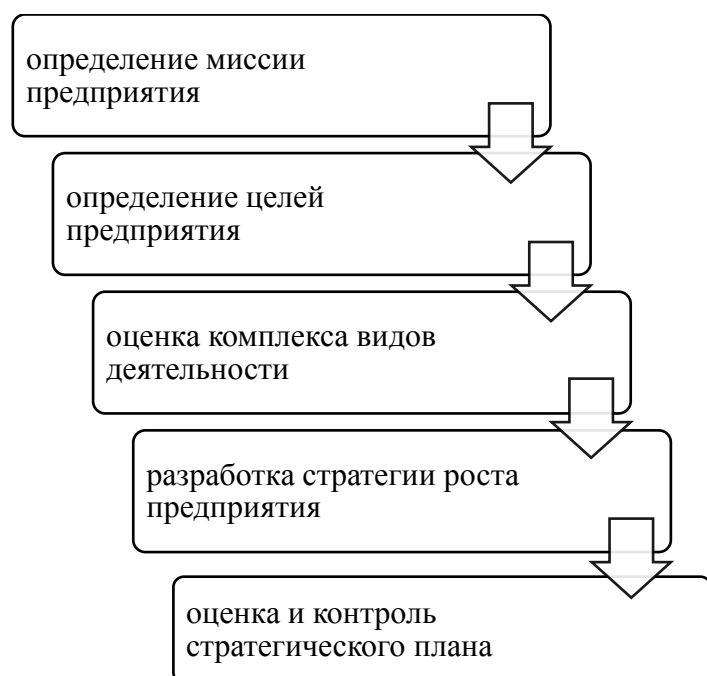 определение миссии
предприятия
определение целей
предприятия
оценка комплекса видов
деятельности
разработка стратегии роста
предприятия
оценка и контроль
стратегического плана